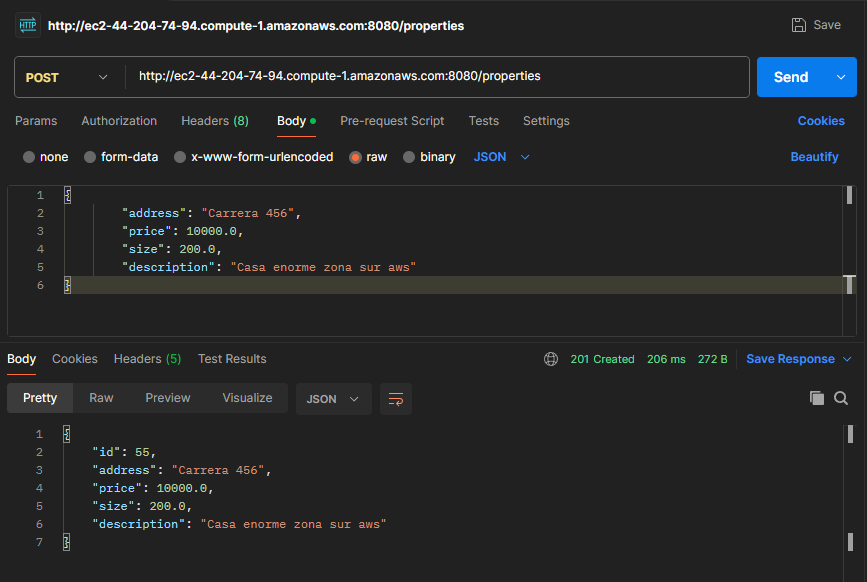 HTTP http://ec2-44-204-74-94.compute-1.amazonaws.com:8080/properties Save
POST http://ec2-44-204-74-94.compute-1.amazonaws.com:8080/properties Send
Params Authorization Headers (8) Body Pre-request Script Tests Settings Cookies
none form-data x-www-form-urlencoded raw binary JSON Beautify
1 {
2 "address": "Carrera 456",
3 "price": 10000.0,
4 "size": 200.0,
5 "description": "Casa enorme zona sur aws"
6 }
Body Cookies Headers (5) Test Results 201 Created 206 ms 272 B Save Response
Pretty Raw Preview Visualize JSON
1 {
2 "id": 55,
3 "address": "Carrera 456",
4 "price": 10000.0,
5 "size": 200.0,
6 "description": "Casa enorme zona sur aws"
7 }